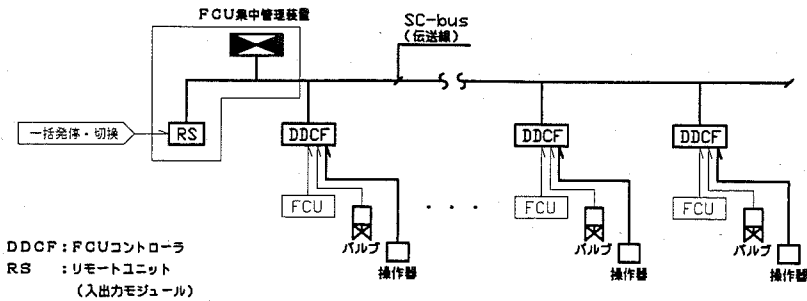 FCU集中管理装置
SC-bus
(伝送線)
一括発停・切換
RS
DDCF
DDCF
DDCF
FCU
FCU
FCU
・・・
バルブ
バルブ
バルブ
操作器
操作器
操作器
DDCF:FCUコントローラ
RS :リモートユニット
(入出力モジュール)